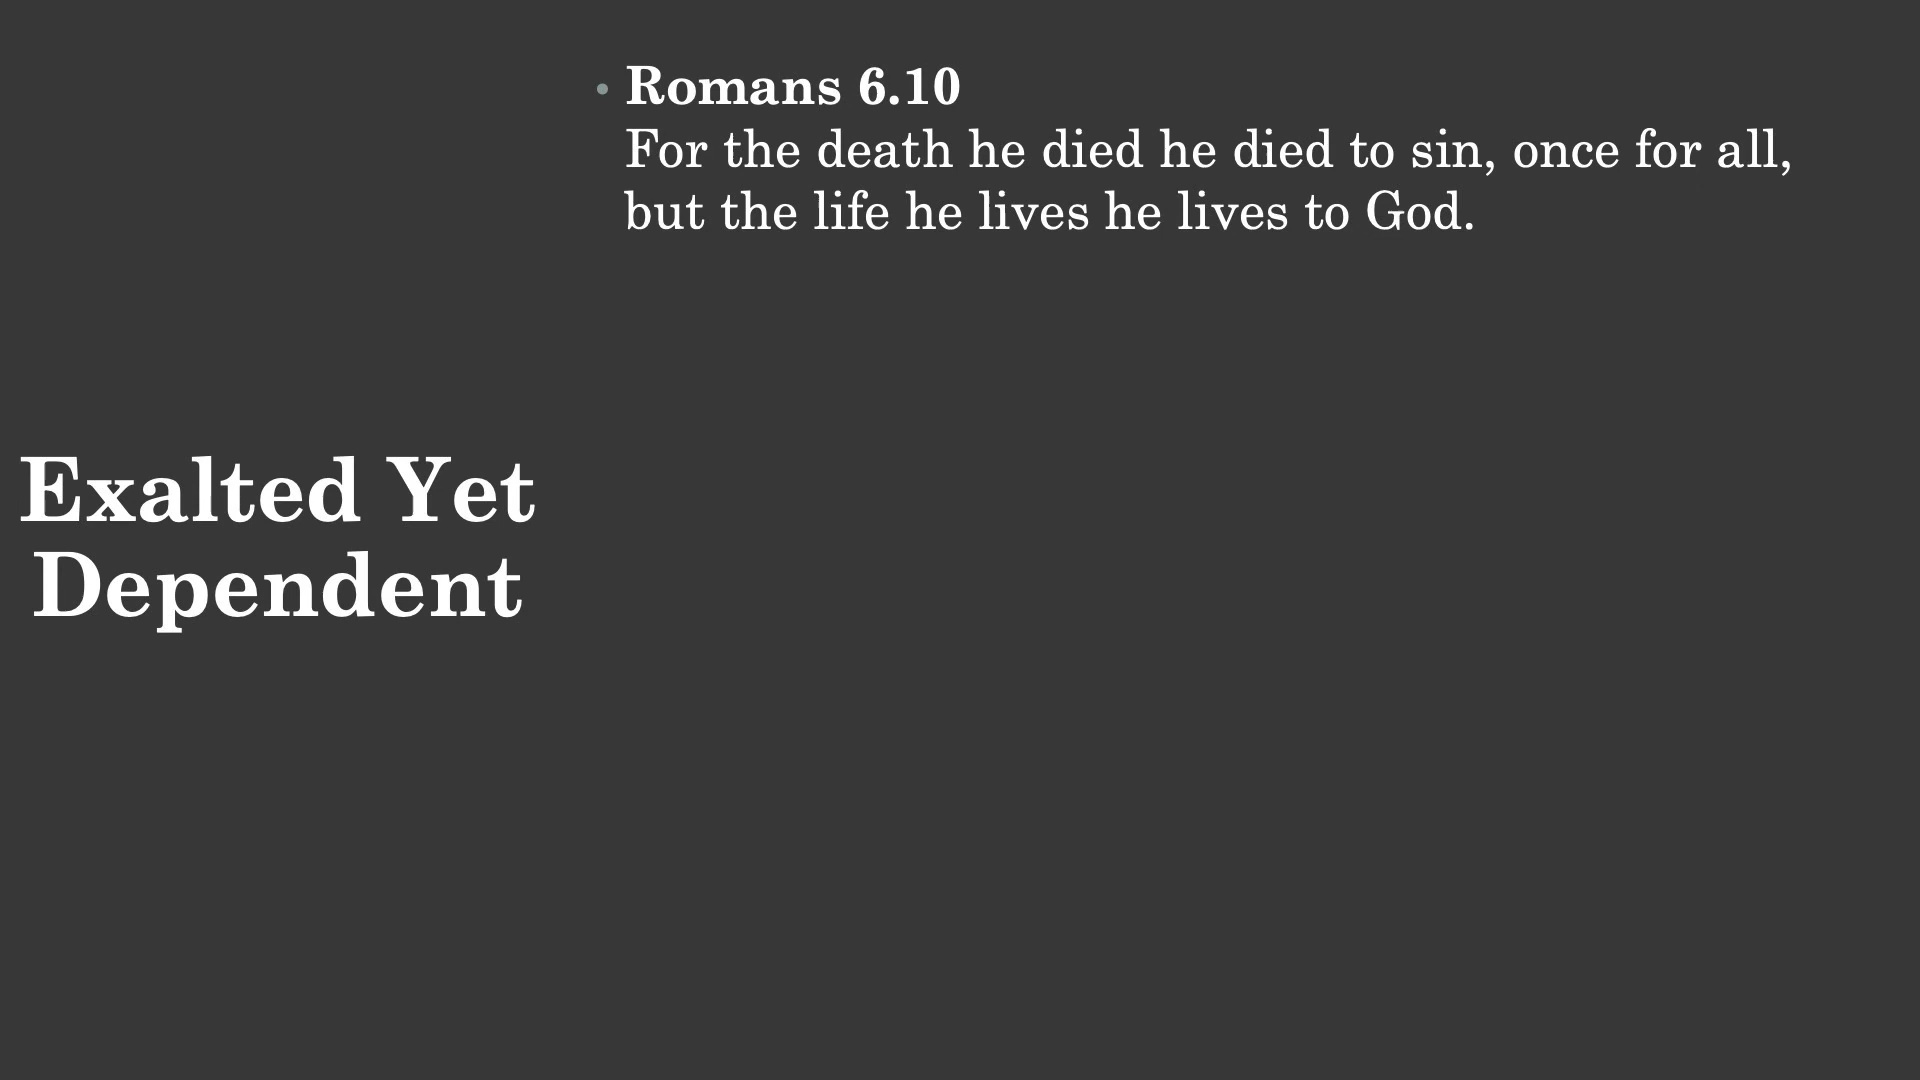 Exalted Yet
Dependent
• Romans 6.10
For the death he died he died to sin, once for all,
but the life he lives he lives to God.